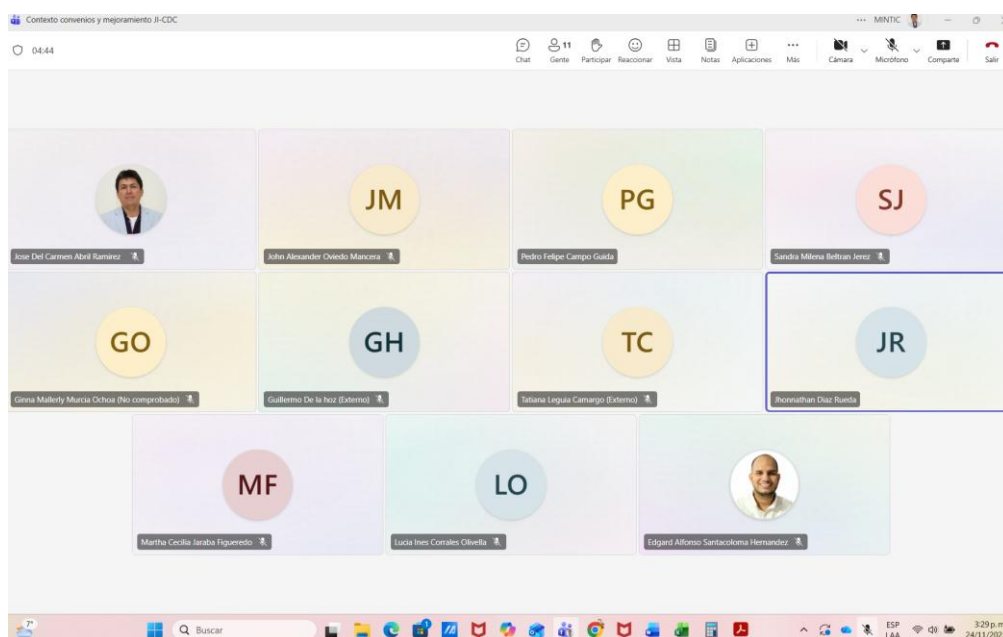 Contexto convenios y mejoramiento JI-CDC
MINTIC
04:44
11
Chat Gente Participar Reaccionar Vista Notas Aplicaciones Más Cámara Micrófono Comparte Salir
JM PG SJ
Jose Del Carmen Abril Ramirez John Alexander Oviedo Mancera Pedro Felipe Campo Guida Sandra Milena Beltran Jerez
GO GH TC JR
Ginna Mallerly Murcia Ochoa (No comprobado) Guillermo De la hoz (Externo) Tatiana Leguia Camargo (Externo) Jhonnathan Diaz Rueda
MF LO
Martha Cecilia Jaraba Figueredo Lucia Ines Corrales Olivella Edgard Alfonso Santacoloma Hernandez
7°
Buscar
ESP
LAA
3:29 p.
24/11/20